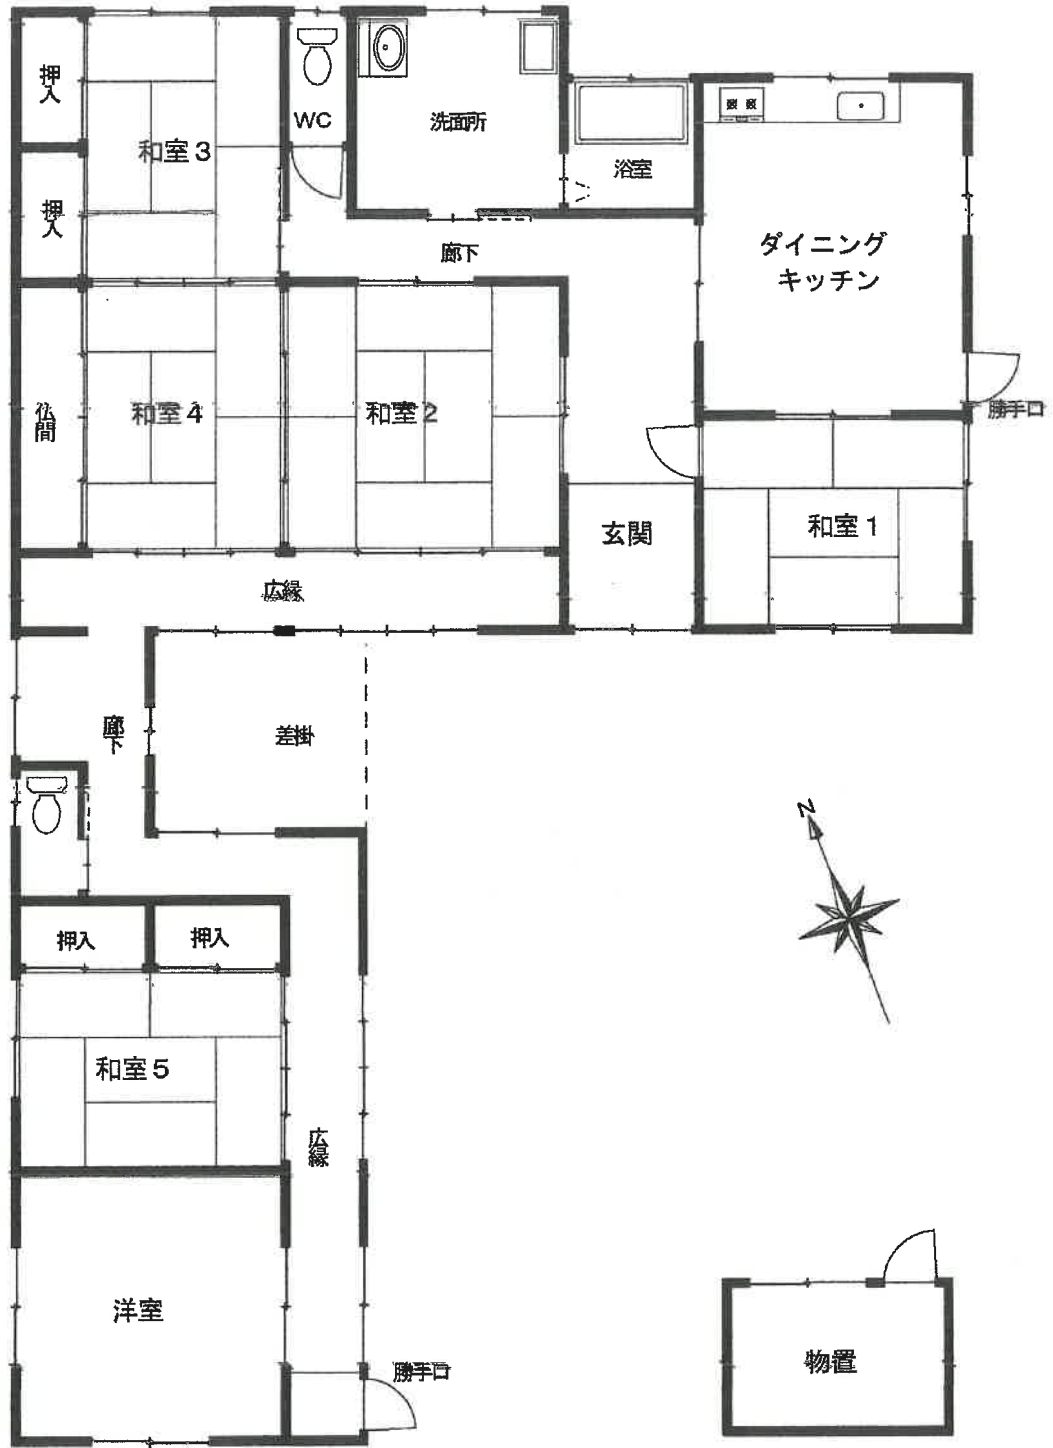 押入
和室3
WC
洗面所
浴室
ダイニング
キッチン
押入
廊下
仏間
和室4
和室2
勝手口
和室1
玄関
広縁
廊下
差掛
N
押入
押入
和室5
広縁
洋室
勝手口
物置